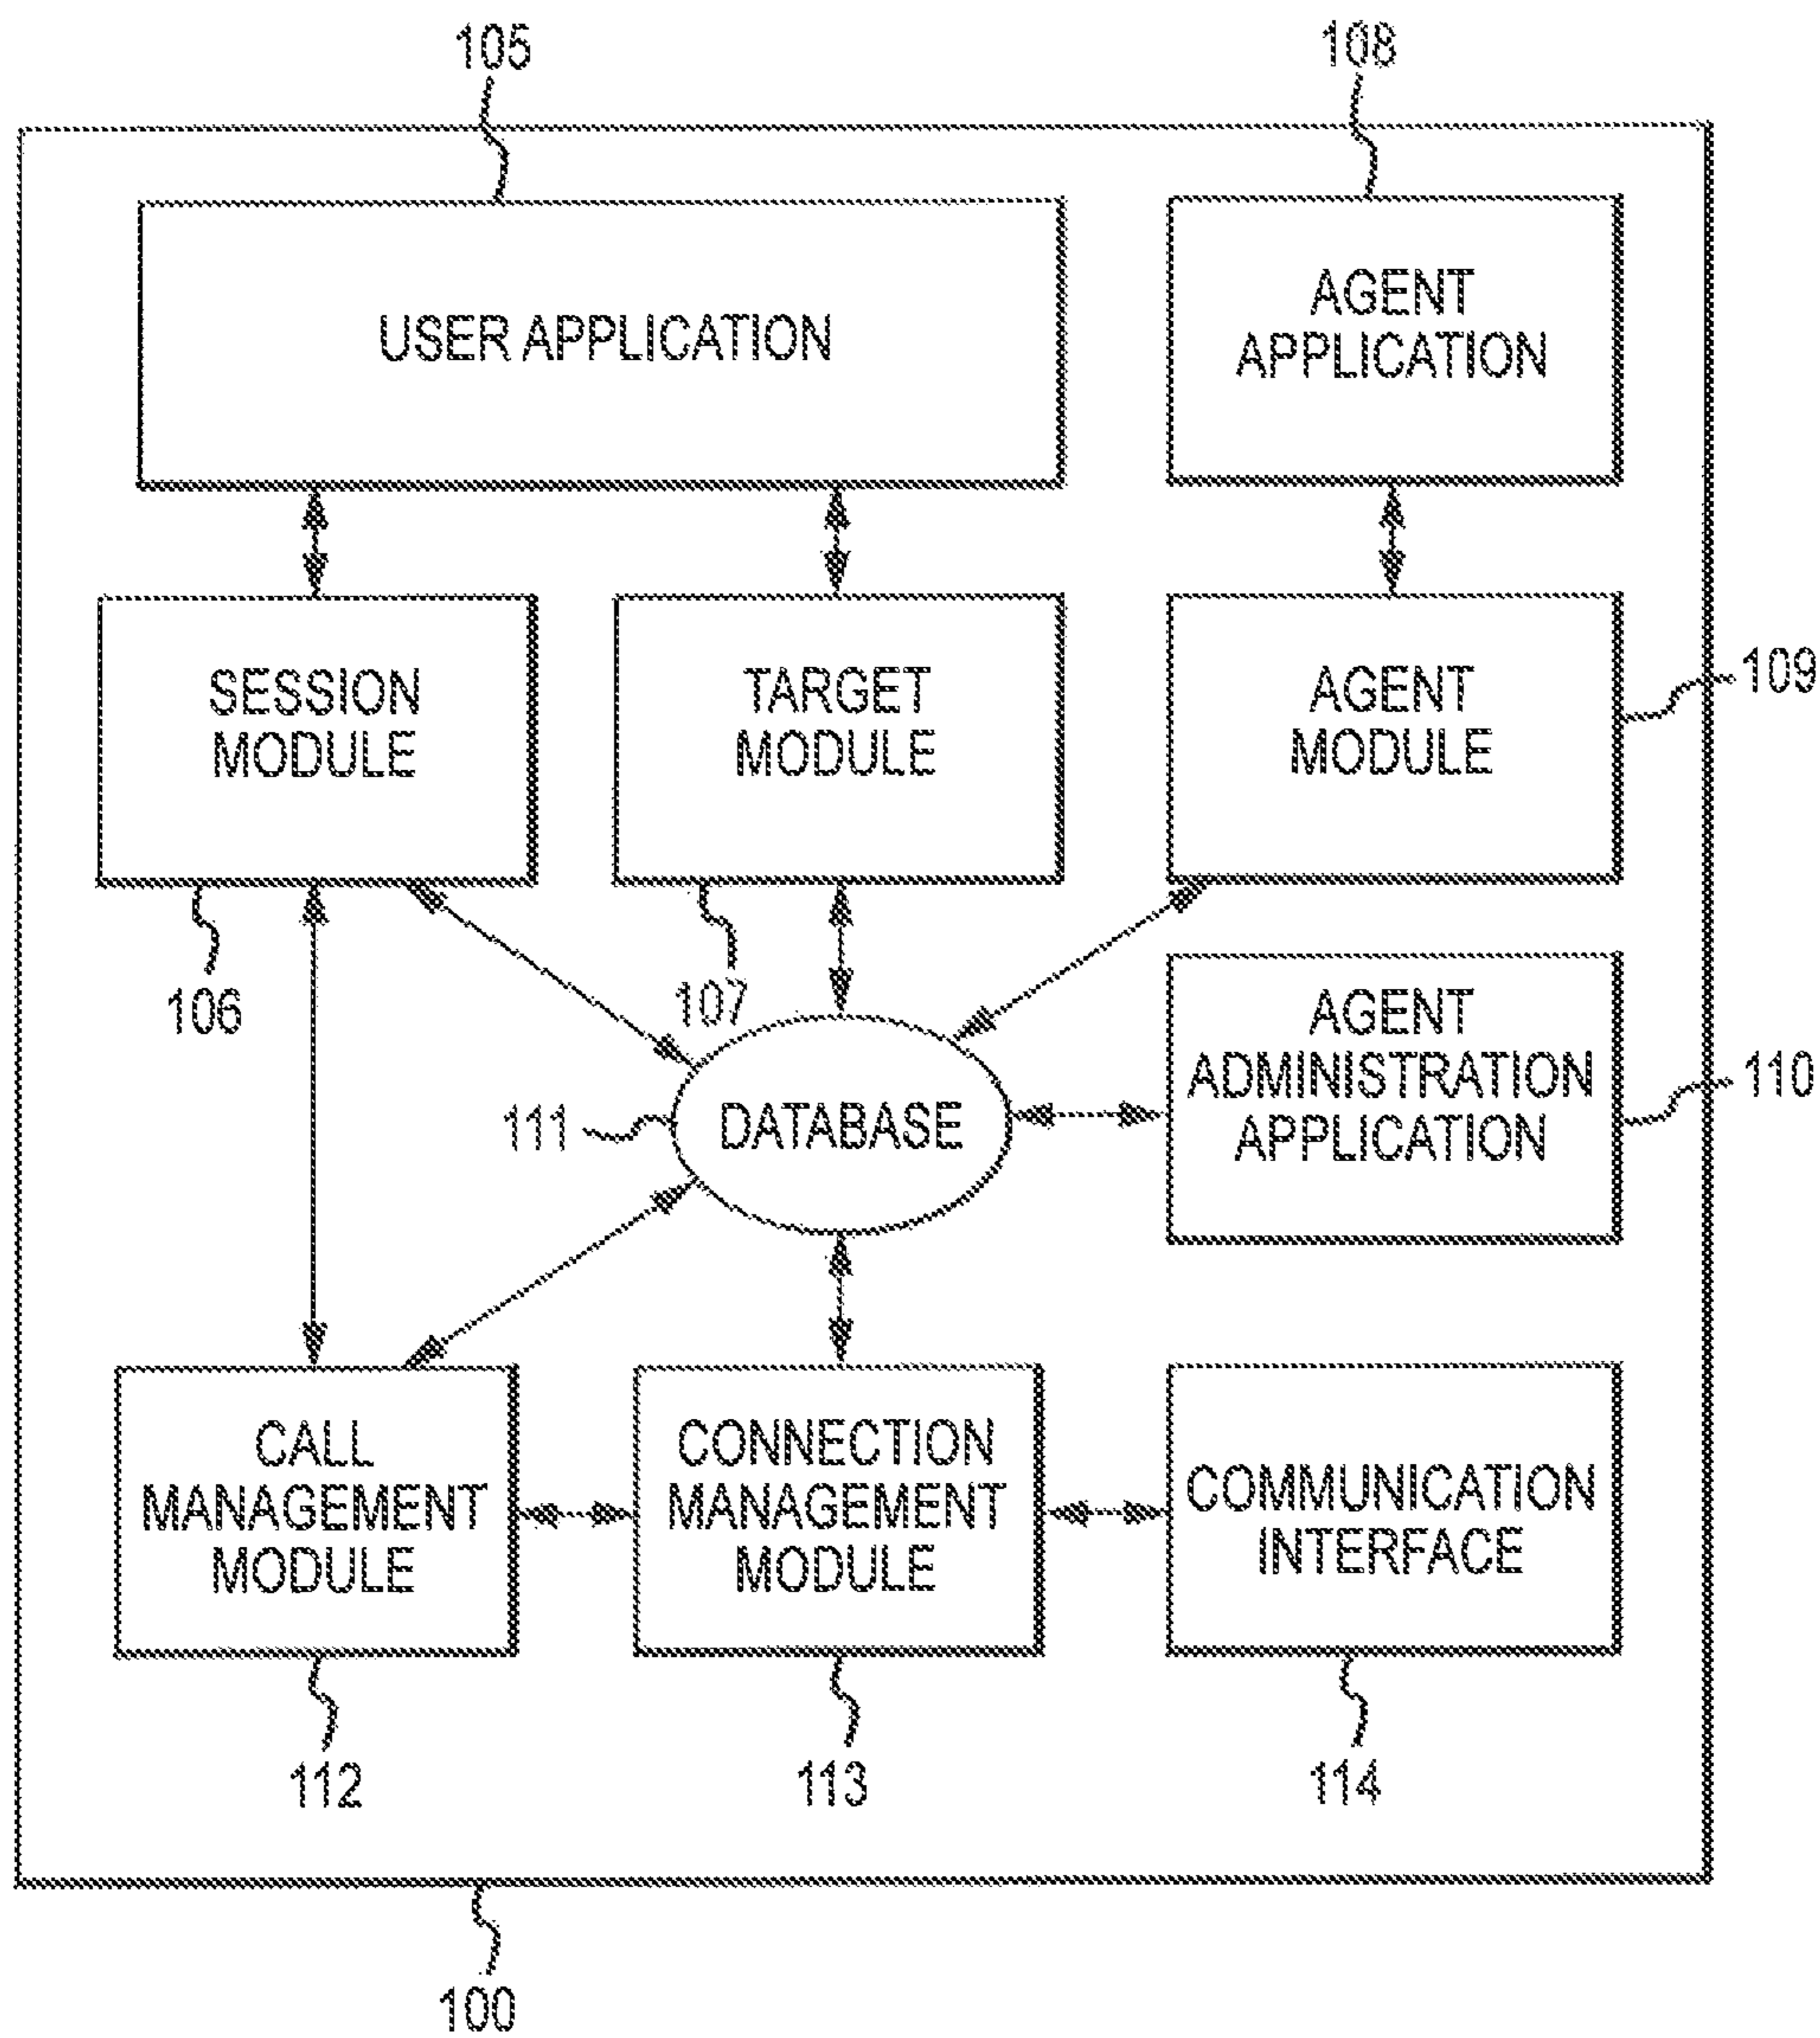 105
108
USER APPLICATION
AGENT
APPLICATION
SESSION
MODULE
TARGET
MODULE
AGENT
MODULE
109
106
107
AGENT
ADMINISTRATION
APPLICATION
110
111
DATABASE
CALL
MANAGEMENT
MODULE
CONNECTION
MANAGEMENT
MODULE
COMMUNICATION
INTERFACE
112
113
114
100